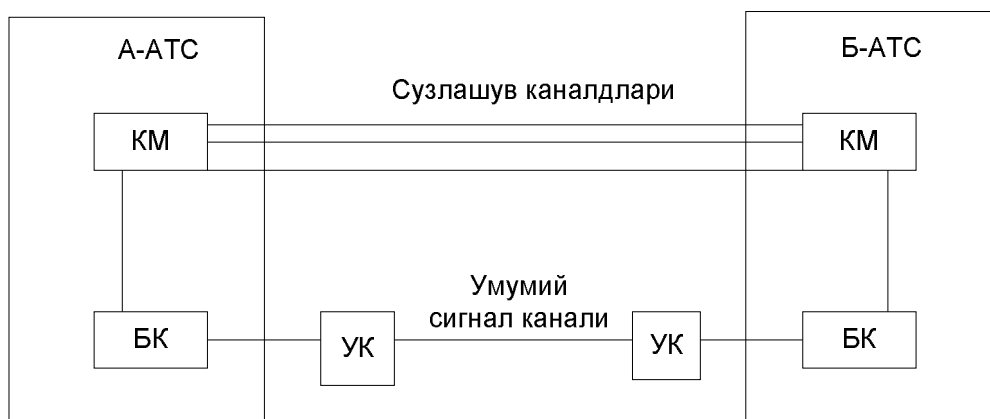 А-АТС
Б-АТС
Сузлашув каналдлари
КМ
КМ
Умумий
сигнал канали
БК
УК
УК
БК